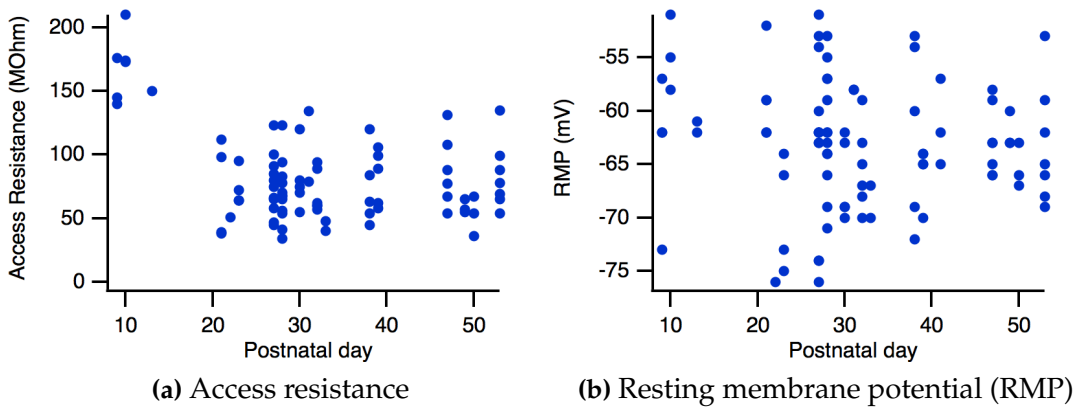 Access Resistance (MOhm)
200
150
100
50
0
10 20 30 40 50
Postnatal day
(a) Access resistance
RMP (mV)
-55
-60
-65
-70
-75
10 20 30 40 50
Postnatal day
(b) Resting membrane potential (RMP)